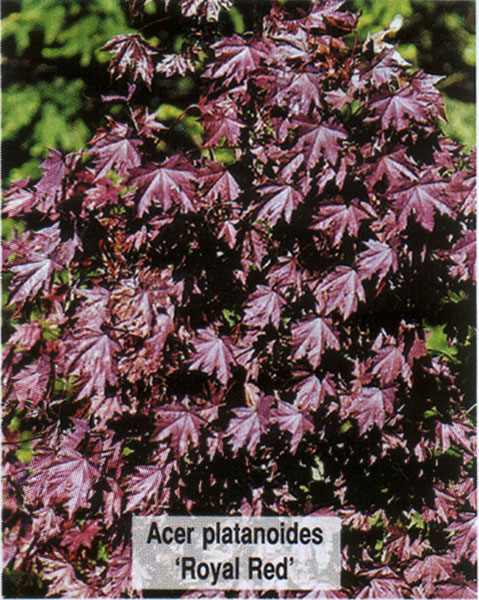 Acer platanoides
‘Royal Red’